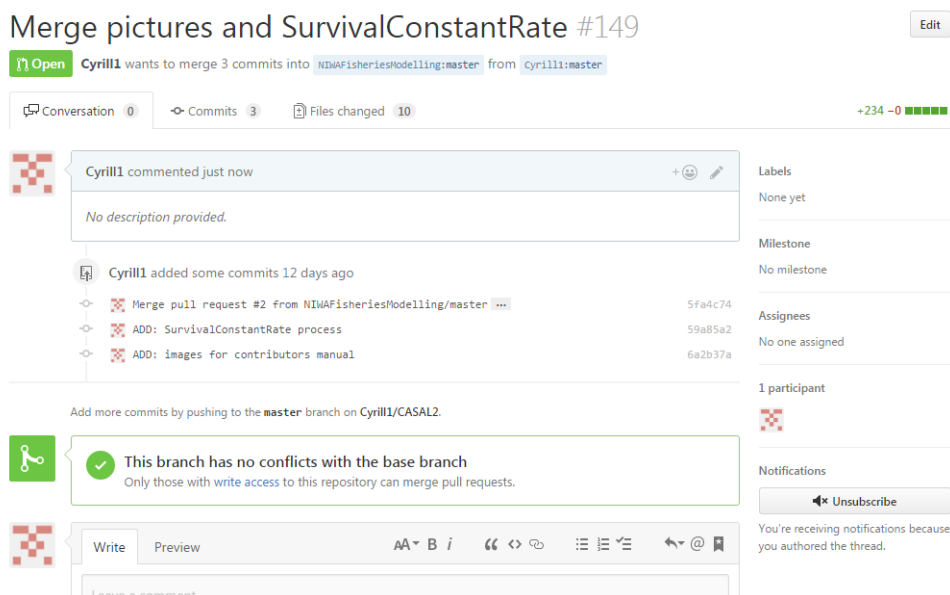 Merge pictures and SurvivalConstantRate #149
Edit
Open
Cyrill1 wants to merge 3 commits into NIWAFisheriesModelling:master from Cyrill1:master
Conversation 0
Commits 3
Files changed 10
+234 −0
Cyrill1 commented just now
No description provided.
Cyrill1 added some commits 12 days ago
Merge pull request #2 from NIWAFisheriesModelling/master … 5fa4c74
ADD: SurvivalConstantRate process 59a85a2
ADD: images for contributors manual 6a2b37a
Add more commits by pushing to the master branch on Cyrill1/CASAL2.
This branch has no conflicts with the base branch
Only those with write access to this repository can merge pull requests.
Write
Preview
AA B i
Leave a comment
Labels
None yet
Milestone
No milestone
Assignees
No one assigned
1 participant
Notifications
Unsubscribe
You're receiving notifications because
you authored the thread.